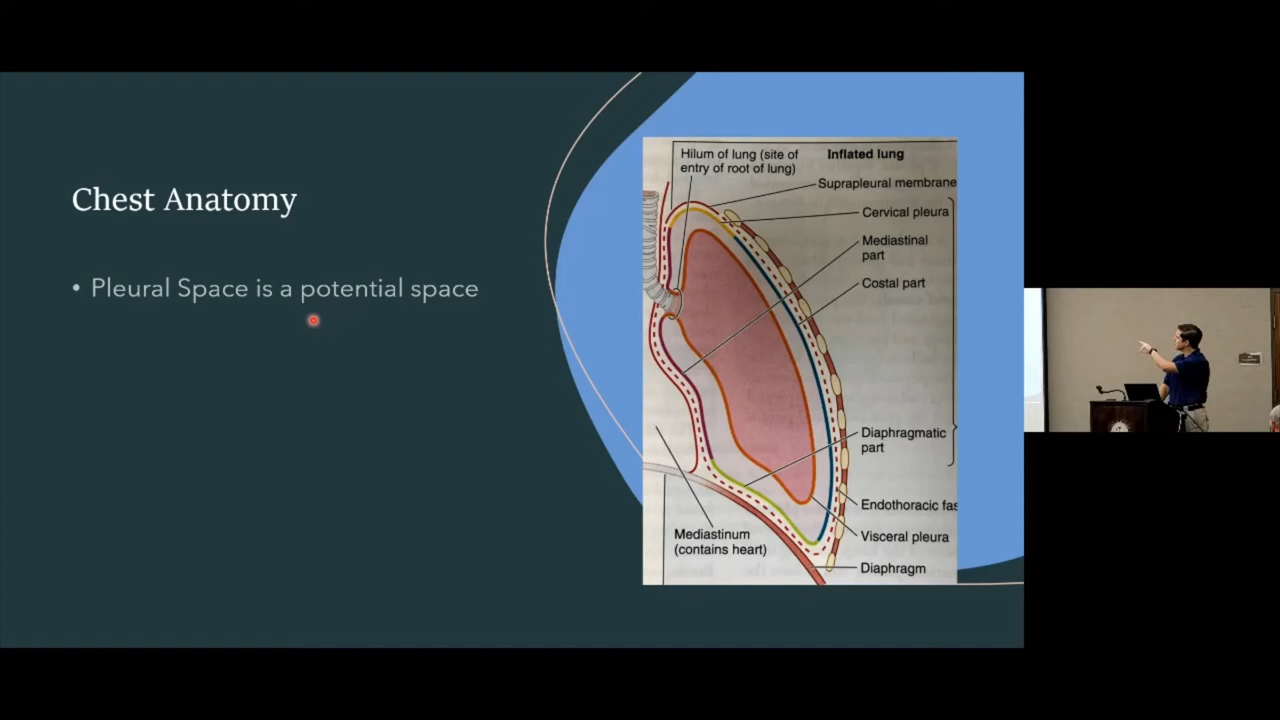 Chest Anatomy
• Pleural Space is a potential space
Hilum of lung (site of
entry of root of lung)
Inflated lung
Suprapleural membrane
Cervical pleura
Mediastinal
part
Costal part
Diaphragmatic
part
Endothoracic fas
Visceral pleura
Diaphragm
Mediastinum
(contains heart)